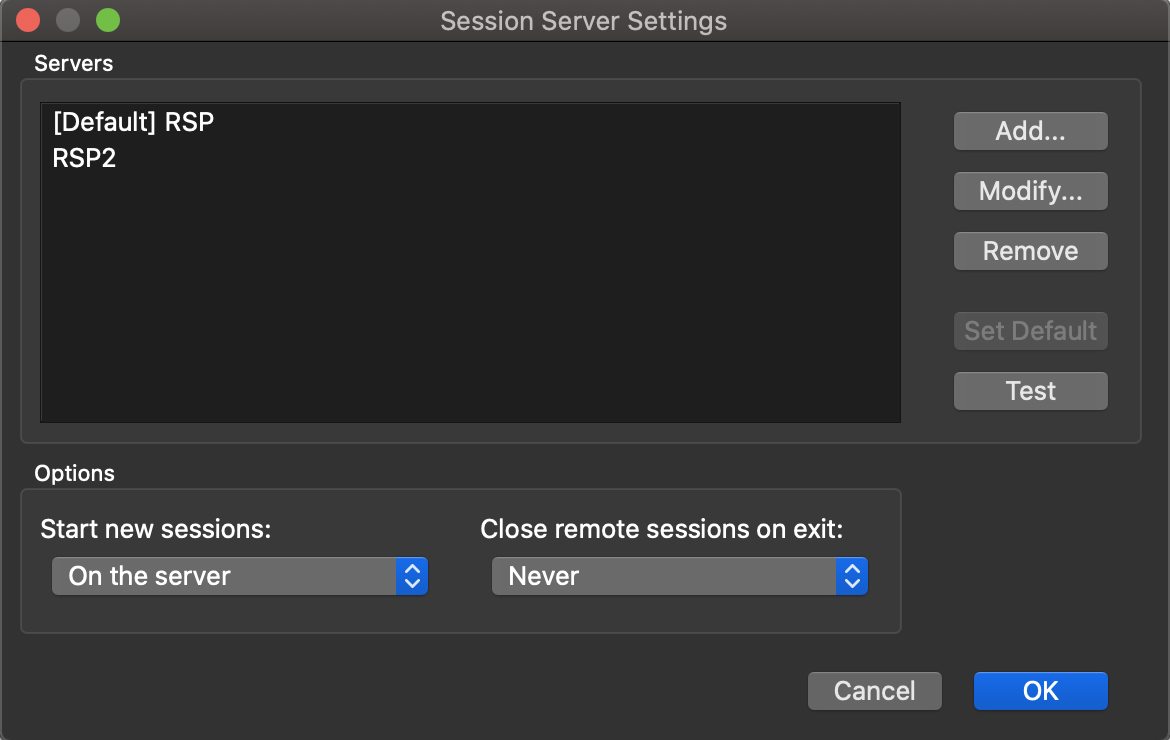 Session Server Settings
Servers
[Default] RSP
RSP2
Add...
Modify...
Remove
Set Default
Test
Options
Start new sessions:
Close remote sessions on exit:
On the server
Never
Cancel
OK